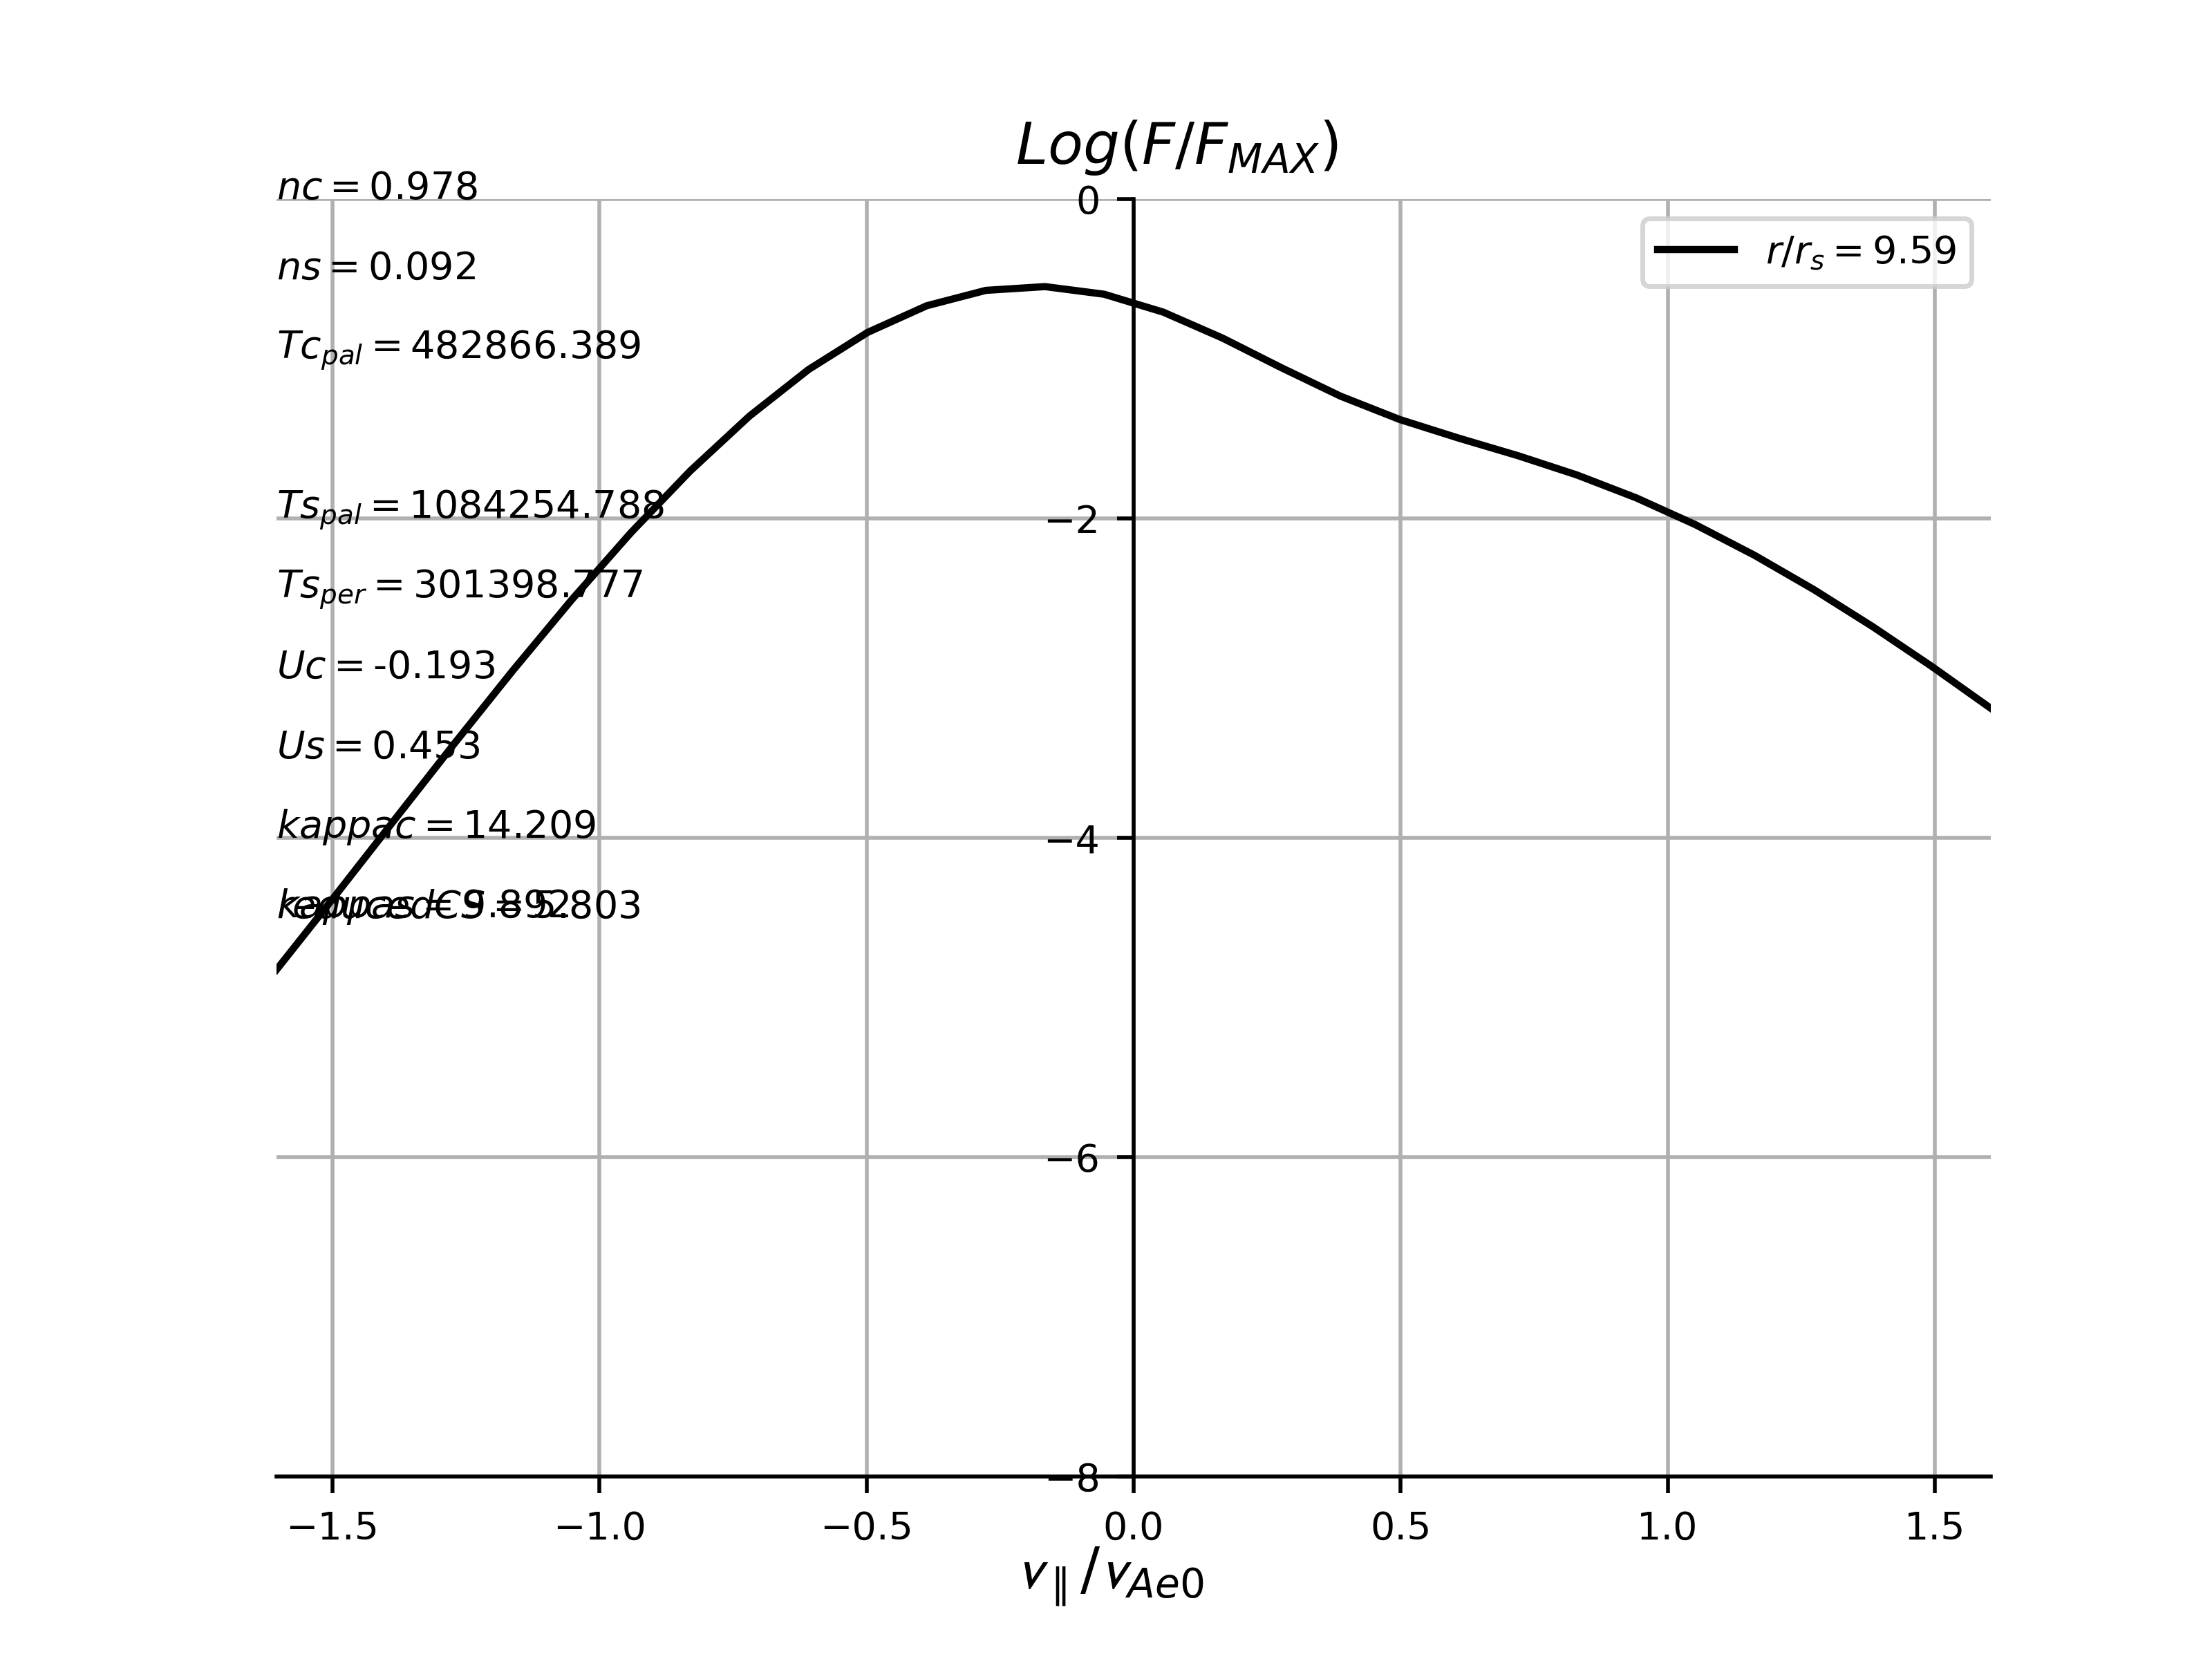 Log(F/F_MAX)
nc = 0.978
0
r/r_s = 9.59
ns = 0.092
Tc_pal = 482866.389
Ts_pal = 1084254.788
−2
Ts_per = 301398.777
Uc = -0.193
Us = 0.453
kappac = 14.209
−4
−6
−8
−1.5 −1.0 −0.5 0.0 0.5 1.0 1.5
v_∥/v_Ae0